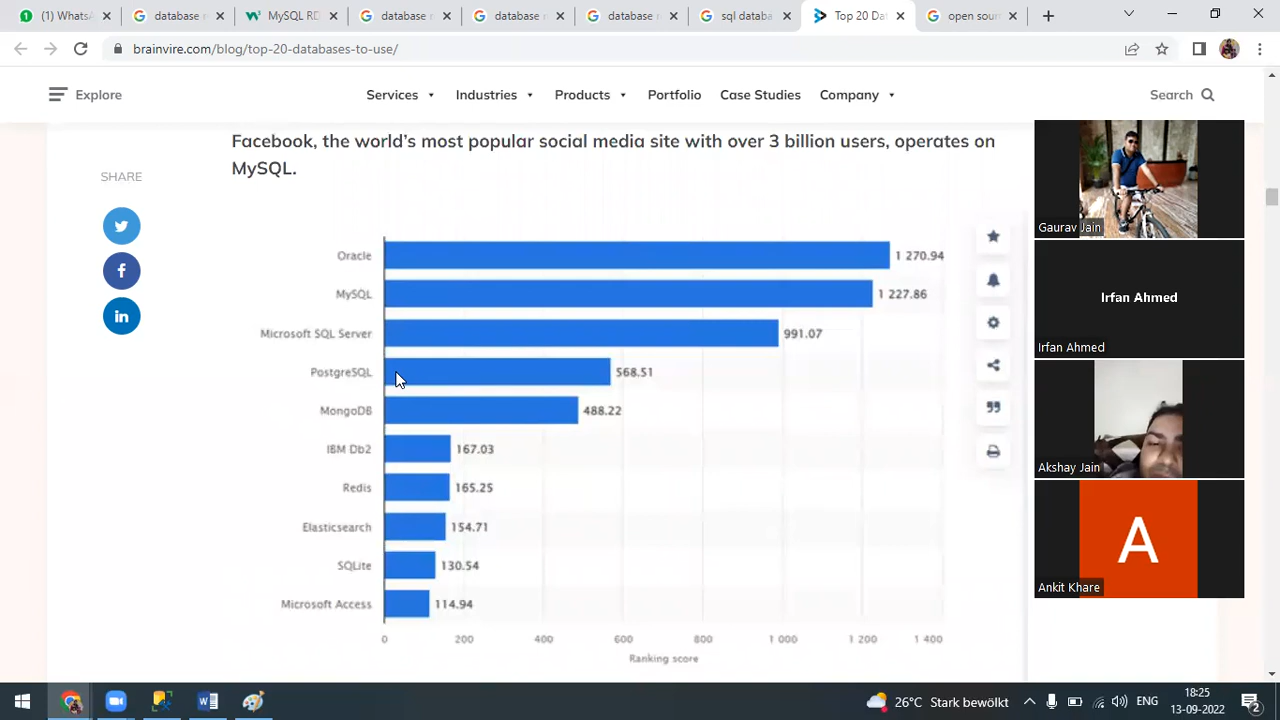 (1) WhatsA
database s
MySQL RD
database r
database
database r
sql databa
Top 20 Dat
open sour
brainvire.com/blog/top-20-databases-to-use/
Explore
Services
Industries
Products
Portfolio
Case Studies
Company
Search
Facebook, the world's most popular social media site with over 3 billion users, operates on
MySQL.
SHARE
Oracle 1 270.94
MySQL 1 227.86
Microsoft SQL Server 991.07
PostgreSQL 568.51
MongoDB 488.22
IBM Db2 167.03
Redis 165.25
Elasticsearch 154.71
SQLite 130.54
Microsoft Access 114.94
0 200 400 600 800 1 000 1 200 1 400
Ranking score
Gaurav Jain
Irfan Ahmed
Irfan Ahmed
Akshay Jain
A
Ankit Khare
26°C Stark bewölkt
ENG
18:25
13-09-2022
2